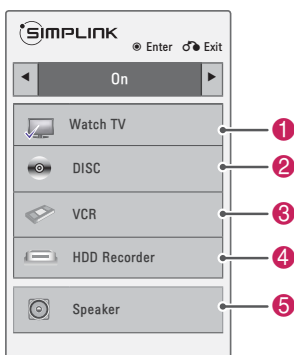 SIMPLINK
Enter Exit
On
Watch TV
1
DISC
2
VCR
3
HDD Recorder
4
Speaker
5